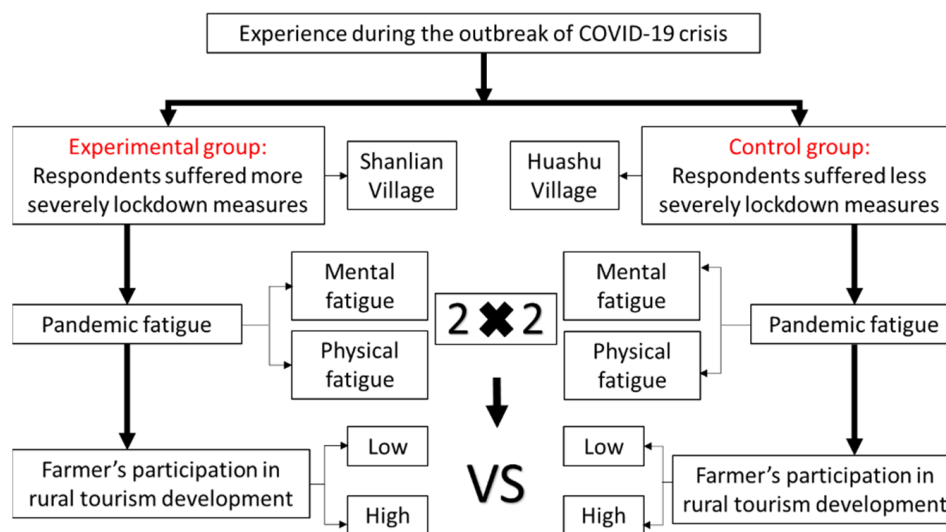 Experience during the outbreak of COVID-19 crisis
Experimental group:
Respondents suffered more
severely lockdown measures
Shanlian
Village
Huashu
Village
Control group:
Respondents suffered less
severely lockdown measures
Pandemic fatigue
Mental
fatigue
Physical
fatigue
2 ✖ 2
Mental
fatigue
Physical
fatigue
Pandemic fatigue
Farmer's participation in
rural tourism development
Low
High
VS
Low
High
Farmer's participation in
rural tourism development